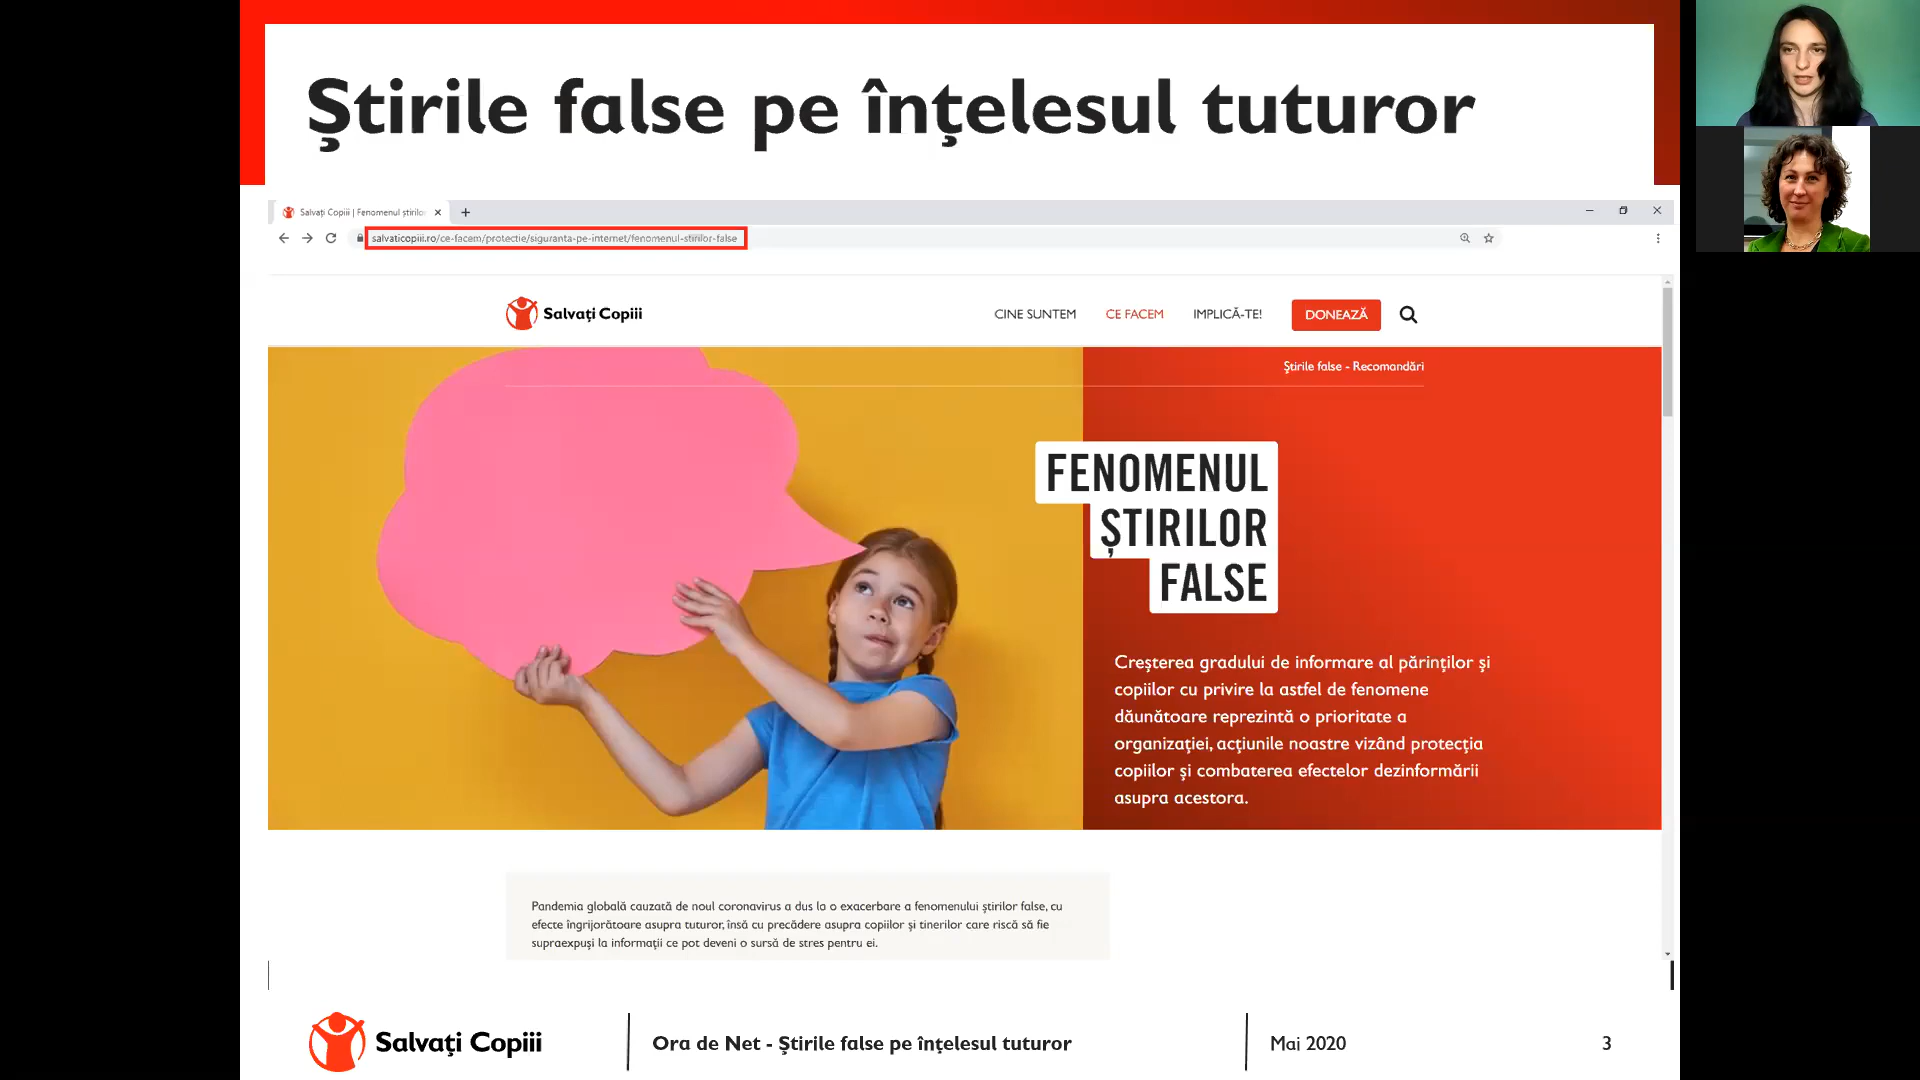 Ştirile false pe înţelesul tuturor
Salvaţi Copiii | Fenomenul ştirilor
salvaticopiii.ro/ce-facem/protectie/siguranta-pe-internet/fenomenul-stirilor-false
Salvaţi Copiii
CINE SUNTEM
CE FACEM
IMPLICĂ-TE!
DONEAZĂ
Ştirile false - Recomandări
FENOMENUL
ȘTIRILOR
FALSE
Creşterea gradului de informare al părinţilor şi
copiilor cu privire la astfel de fenomene
dăunătoare reprezintă o prioritate a
organizaţiei, acţiunile noastre vizând protecţia
copiilor şi combaterea efectelor dezinformării
asupra acestora.
Pandemia globală cauzată de noul coronavirus a dus la o exacerbare a fenomenului ştirilor false, cu
efecte îngrijorătoare asupra tuturor, însă cu precădere asupra copiilor şi tinerilor care riscă să fie
supraexpuşi la informaţii ce pot deveni o sursă de stres pentru ei.
Salvaţi Copiii
Ora de Net - Ştirile false pe înţelesul tuturor
Mai 2020
3